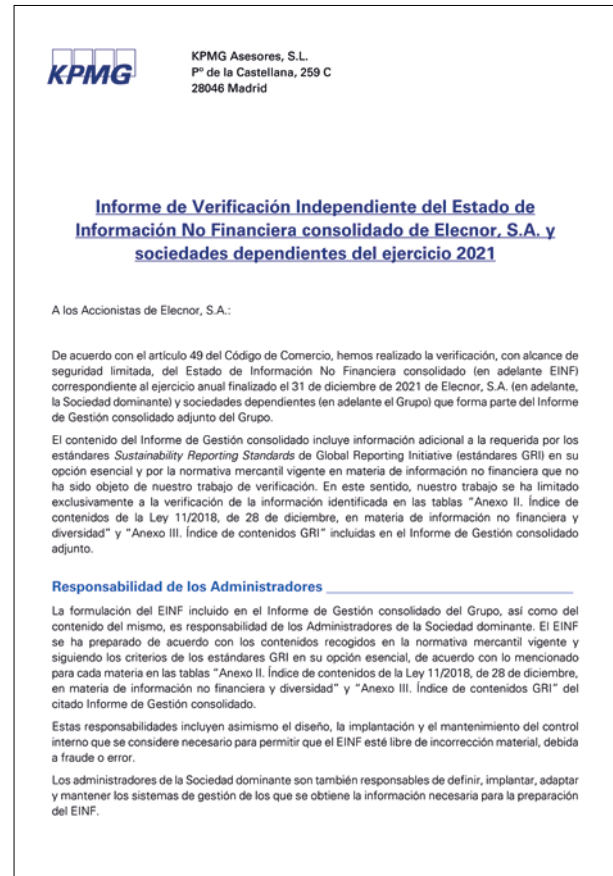 KPMG
KPMG Asesores, S.L.
Pº de la Castellana, 259 C
28046 Madrid
Informe de Verificación Independiente del Estado de
Información No Financiera consolidado de Elecnor, S.A. y
sociedades dependientes del ejercicio 2021
A los Accionistas de Elecnor, S.A.:
De acuerdo con el artículo 49 del Código de Comercio, hemos realizado la verificación, con alcance de
seguridad limitada, del Estado de Información No Financiera consolidado (en adelante EINF)
correspondiente al ejercicio anual finalizado el 31 de diciembre de 2021 de Elecnor, S.A. (en adelante,
la Sociedad dominante) y sociedades dependientes (en adelante el Grupo) que forma parte del Informe
de Gestión consolidado adjunto del Grupo.
El contenido del Informe de Gestión consolidado incluye información adicional a la requerida por los
estándares Sustainability Reporting Standards de Global Reporting Initiative (estándares GRI) en su
opción esencial y por la normativa mercantil vigente en materia de información no financiera que no
ha sido objeto de nuestro trabajo de verificación. En este sentido, nuestro trabajo se ha limitado
exclusivamente a la verificación de la información identificada en las tablas “Anexo II. Índice de
contenidos de la Ley 11/2018, de 28 de diciembre, en materia de información no financiera y
diversidad” y “Anexo III. Índice de contenidos GRI” incluidas en el Informe de Gestión consolidado
adjunto.
Responsabilidad de los Administradores
La formulación del EINF incluido en el Informe de Gestión consolidado del Grupo, así como del
contenido del mismo, es responsabilidad de los Administradores de la Sociedad dominante. El EINF
se ha preparado de acuerdo con los contenidos recogidos en la normativa mercantil vigente y
siguiendo los criterios de los estándares GRI en su opción esencial, de acuerdo con lo mencionado
para cada materia en las tablas “Anexo II. Índice de contenidos de la Ley 11/2018, de 28 de diciembre,
en materia de información no financiera y diversidad” y “Anexo III. Índice de contenidos GRI” del
citado Informe de Gestión consolidado.
Estas responsabilidades incluyen asimismo el diseño, la implantación y el mantenimiento del control
interno que se considere necesario para permitir que el EINF esté libre de incorrección material, debida
a fraude o error.
Los administradores de la Sociedad dominante son también responsables de definir, implantar, adaptar
y mantener los sistemas de gestión de los que se obtiene la información necesaria para la preparación
del EINF.